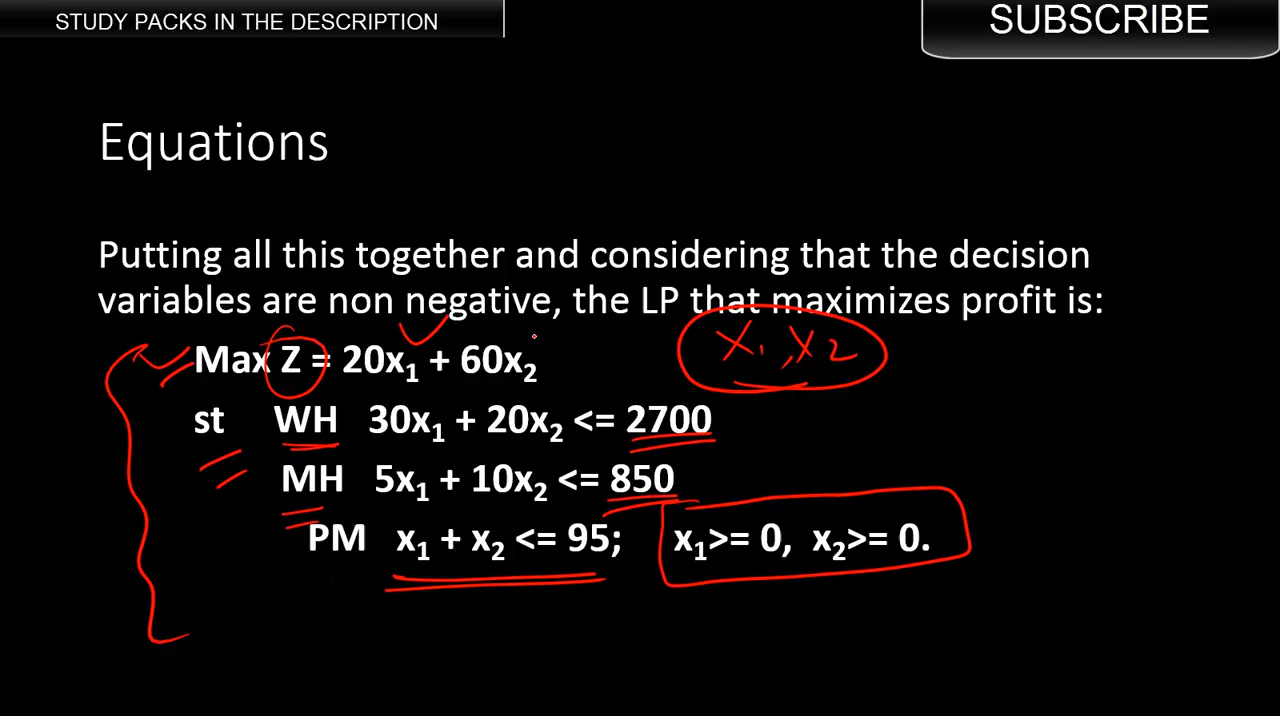 STUDY PACKS IN THE DESCRIPTION
SUBSCRIBE
Equations
Putting all this together and considering that the decision
variables are non negative, the LP that maximizes profit is:
Max Z = 20x₁ + 60x₂
x₁, x₂
st WH 30x₁ + 20x₂ <= 2700
MH 5x₁ + 10x₂ <= 850
PM x₁ + x₂ <= 95; x₁>= 0, x₂>= 0.